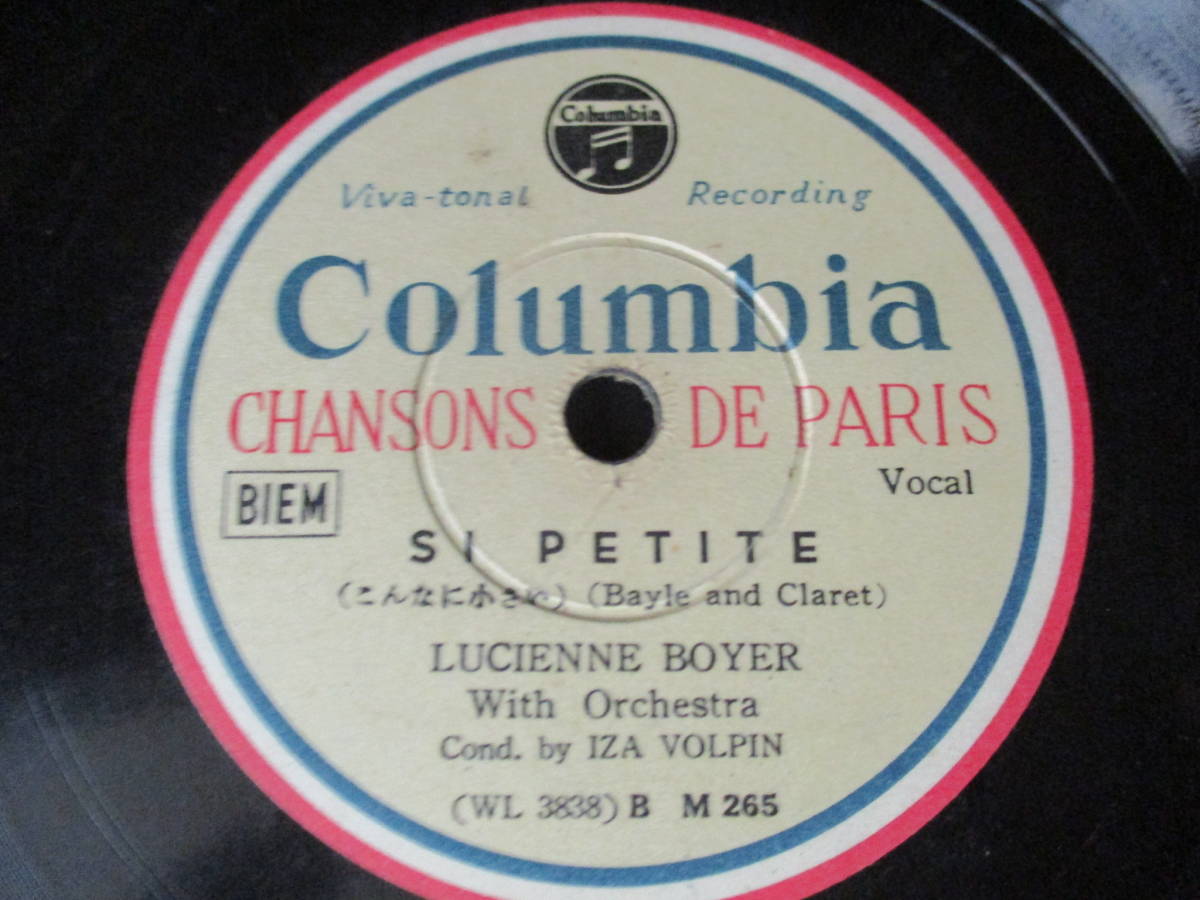 Columbia
Viva-tonal Recording
Columbia
CHANSONS DE PARIS
Vocal
BIEM
SI PETITE
(こんなに小さい) (Bayle and Claret)
LUCIENNE BOYER
With Orchestra
Cond. by IZA VOLPIN
(WL 3838) B M 265